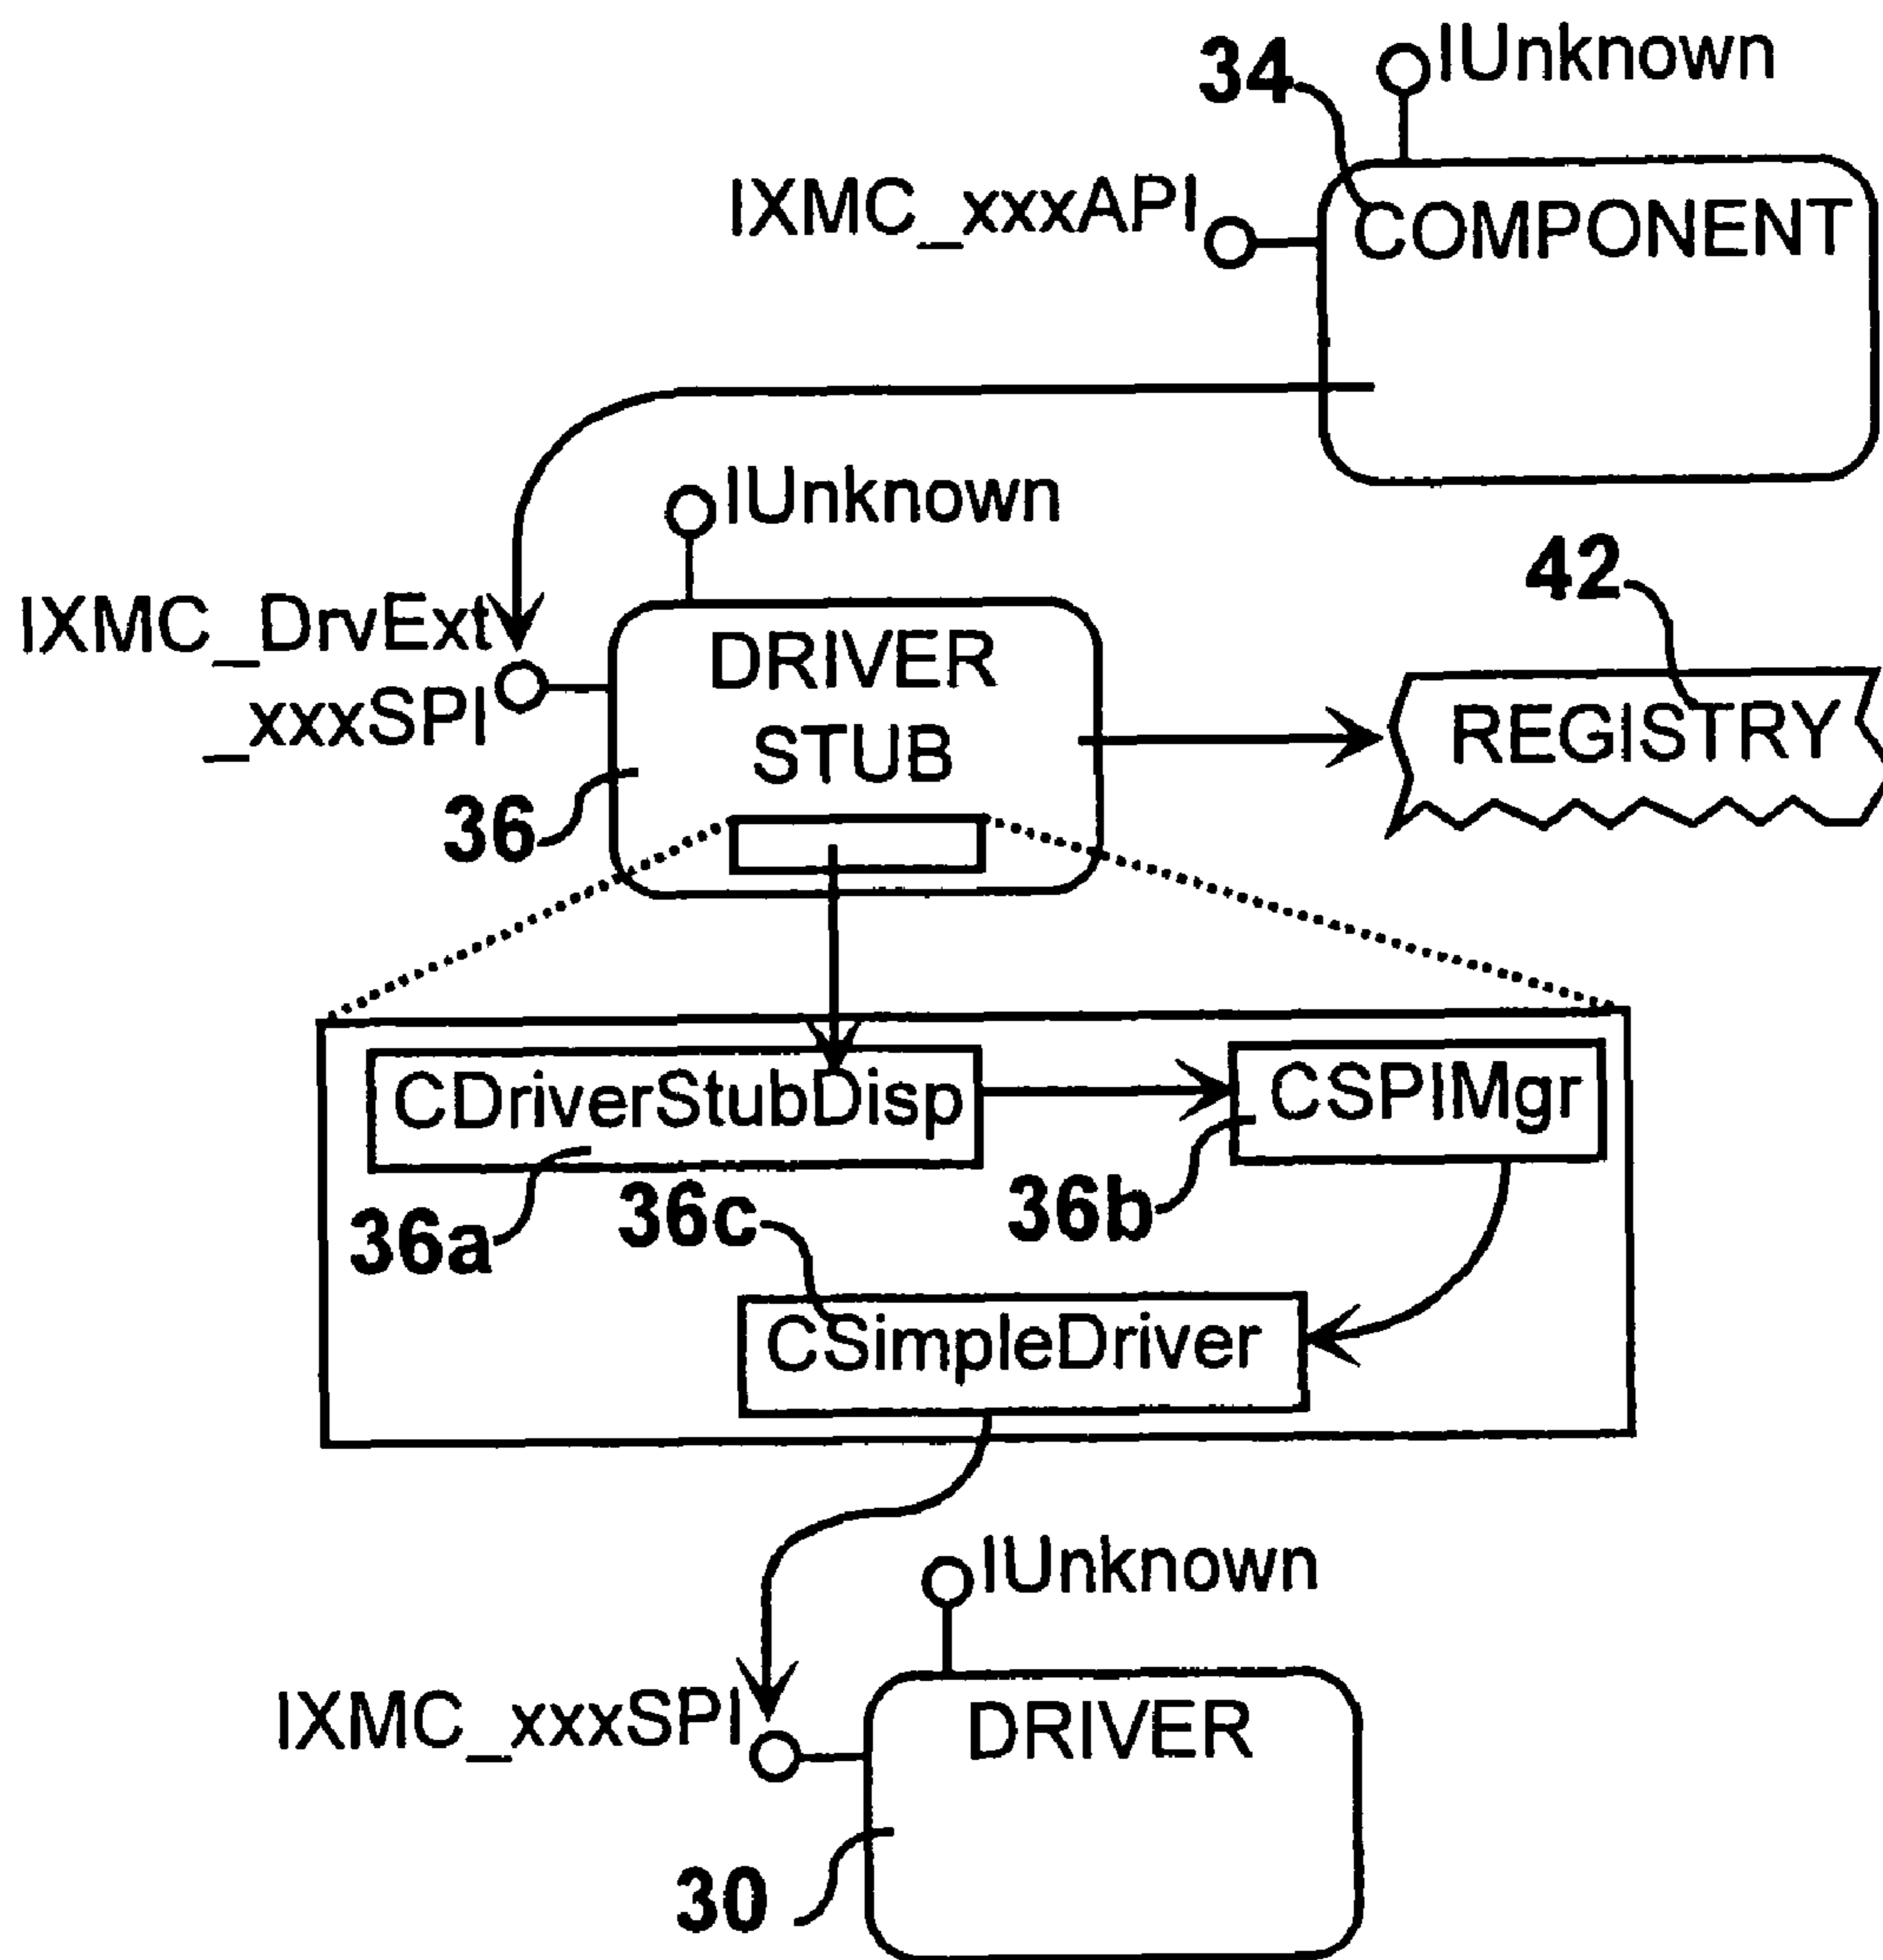 IUnknown
34
IXMC_xxxAPI
COMPONENT
IUnknown
42
IXMC_DrvExt
_xxxSPI
DRIVER
STUB
REGISTRY
36
CDriverStubDisp
CSPIMgr
36a
36c
36b
CSimpleDriver
IUnknown
IXMC_xxxSPI
DRIVER
30